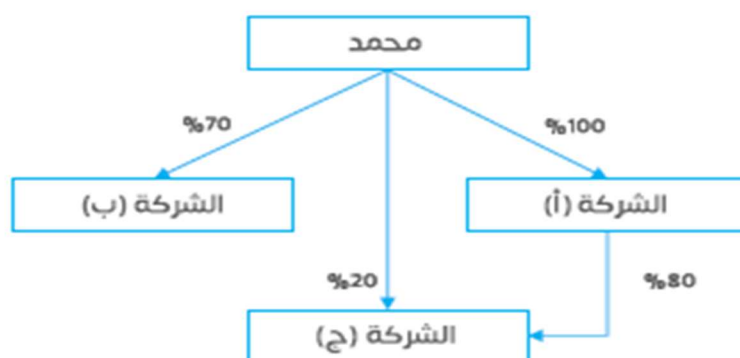 محمد
%100
%70
الشركة (أ)
الشركة (ب)
%80
%20
الشركة (ج)